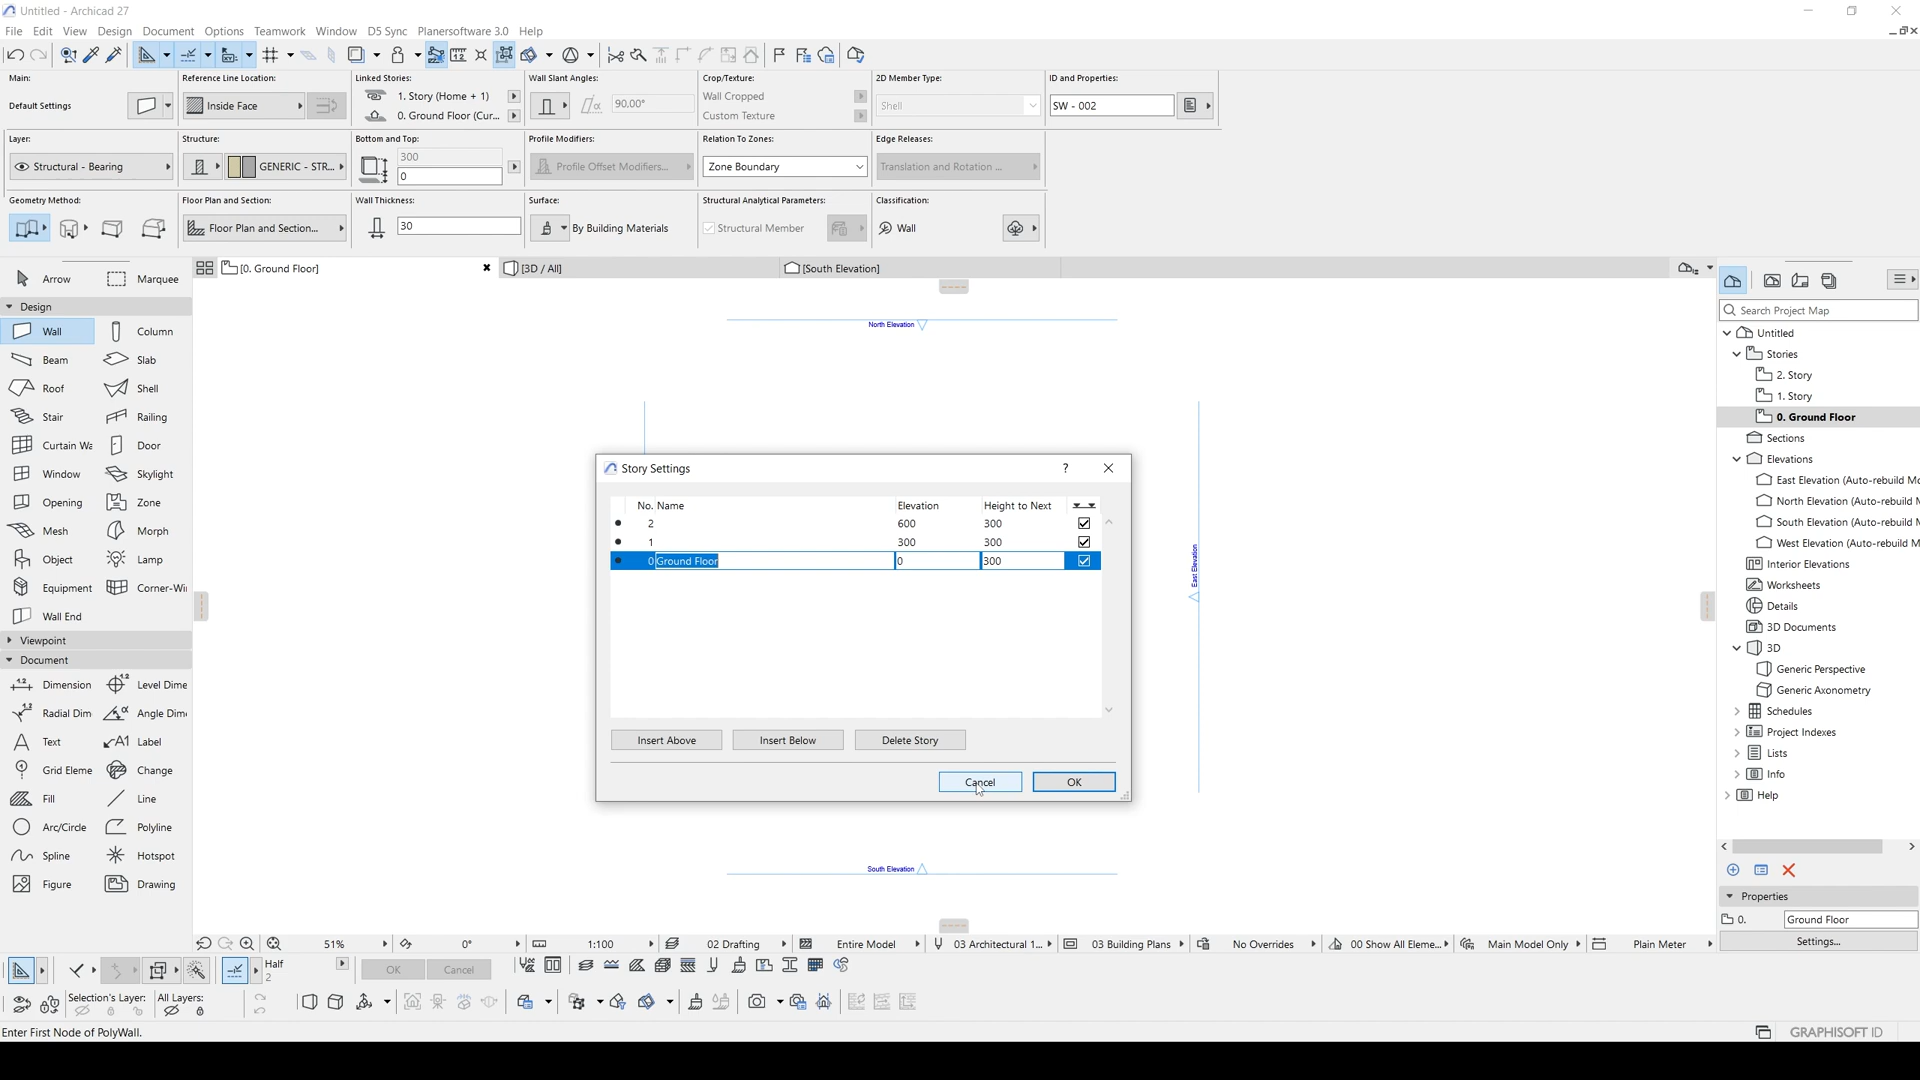 Untitled - Archicad 27
File Edit View Design Document Options Teamwork Window D5 Sync Planersoftware 3.0 Help
Main: Reference Line Location: Linked Stories: Wall Slant Angles: Crop/Texture: 2D Member Type: ID and Properties:
Default Settings Inside Face 1. Story (Home + 1) 90.00° Wall Cropped Shell SW - 002
0. Ground Floor (Cur... Custom Texture
Layer: Structure: Bottom and Top: Profile Modifiers: Relation To Zones: Edge Releases:
Structural - Bearing GENERIC - STR... 300 Profile Offset Modifiers... Zone Boundary Translation and Rotation ...
0
Geometry Method: Floor Plan and Section: Wall Thickness: Surface: Structural Analytical Parameters: Classification:
Floor Plan and Section... 30 By Building Materials Structural Member Wall
[0. Ground Floor] [3D / All] [South Elevation]
Arrow Marquee
Design
Wall Column
Beam Slab
Roof Shell
Stair Railing
Curtain Wa Door
Window Skylight
Opening Zone
Mesh Morph
Object Lamp
Equipment Corner-Wi
Wall End
Viewpoint
Document
Dimension Level Dime
Radial Dim Angle Dim
Text Label
Grid Eleme Change
Fill Line
Arc/Circle Polyline
Spline Hotspot
Figure Drawing
North Elevation
East Elevation
South Elevation
Story Settings
No. Name Elevation Height to Next
2 600 300
1 300 300
0 Ground Floor 0 300
Insert Above Insert Below Delete Story
Cancel OK
Search Project Map
Untitled
Stories
2. Story
1. Story
0. Ground Floor
Sections
Elevations
East Elevation (Auto-rebuild Mo
North Elevation (Auto-rebuild M
South Elevation (Auto-rebuild M
West Elevation (Auto-rebuild M
Interior Elevations
Worksheets
Details
3D Documents
3D
Generic Perspective
Generic Axonometry
Schedules
Project Indexes
Lists
Info
Help
Properties
0. Ground Floor
Settings...
51% 0° 1:100 02 Drafting Entire Model 03 Architectural 1... 03 Building Plans No Overrides 00 Show All Eleme... Main Model Only Plain Meter
Half
2
OK Cancel
Selection's Layer: All Layers:
Enter First Node of PolyWall.
GRAPHISOFT ID